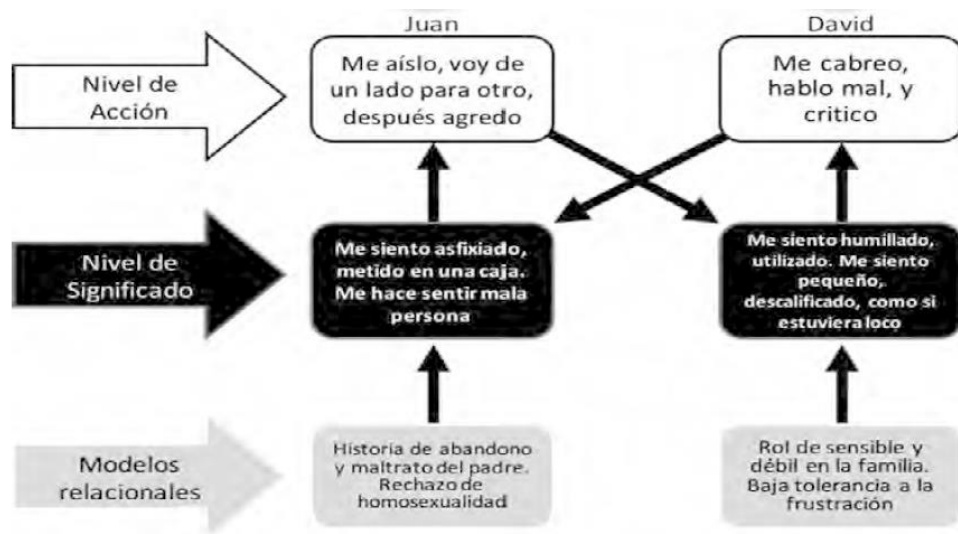 Juan
David
Nivel de
Acción
Me aíslo, voy de
un lado para otro,
después agredo
Me cabreo,
hablo mal, y
critico
Nivel de
Significado
Me siento asfixiado,
metido en una caja.
Me hace sentir mala
persona
Me siento humillado,
utilizado. Me siento
pequeño,
descalificado, como si
estuviera loco
Modelos
relacionales
Historia de abandono
y maltrato del padre.
Rechazo de
homosexualidad
Rol de sensible y
débil en la familia.
Baja tolerancia a la
frustración